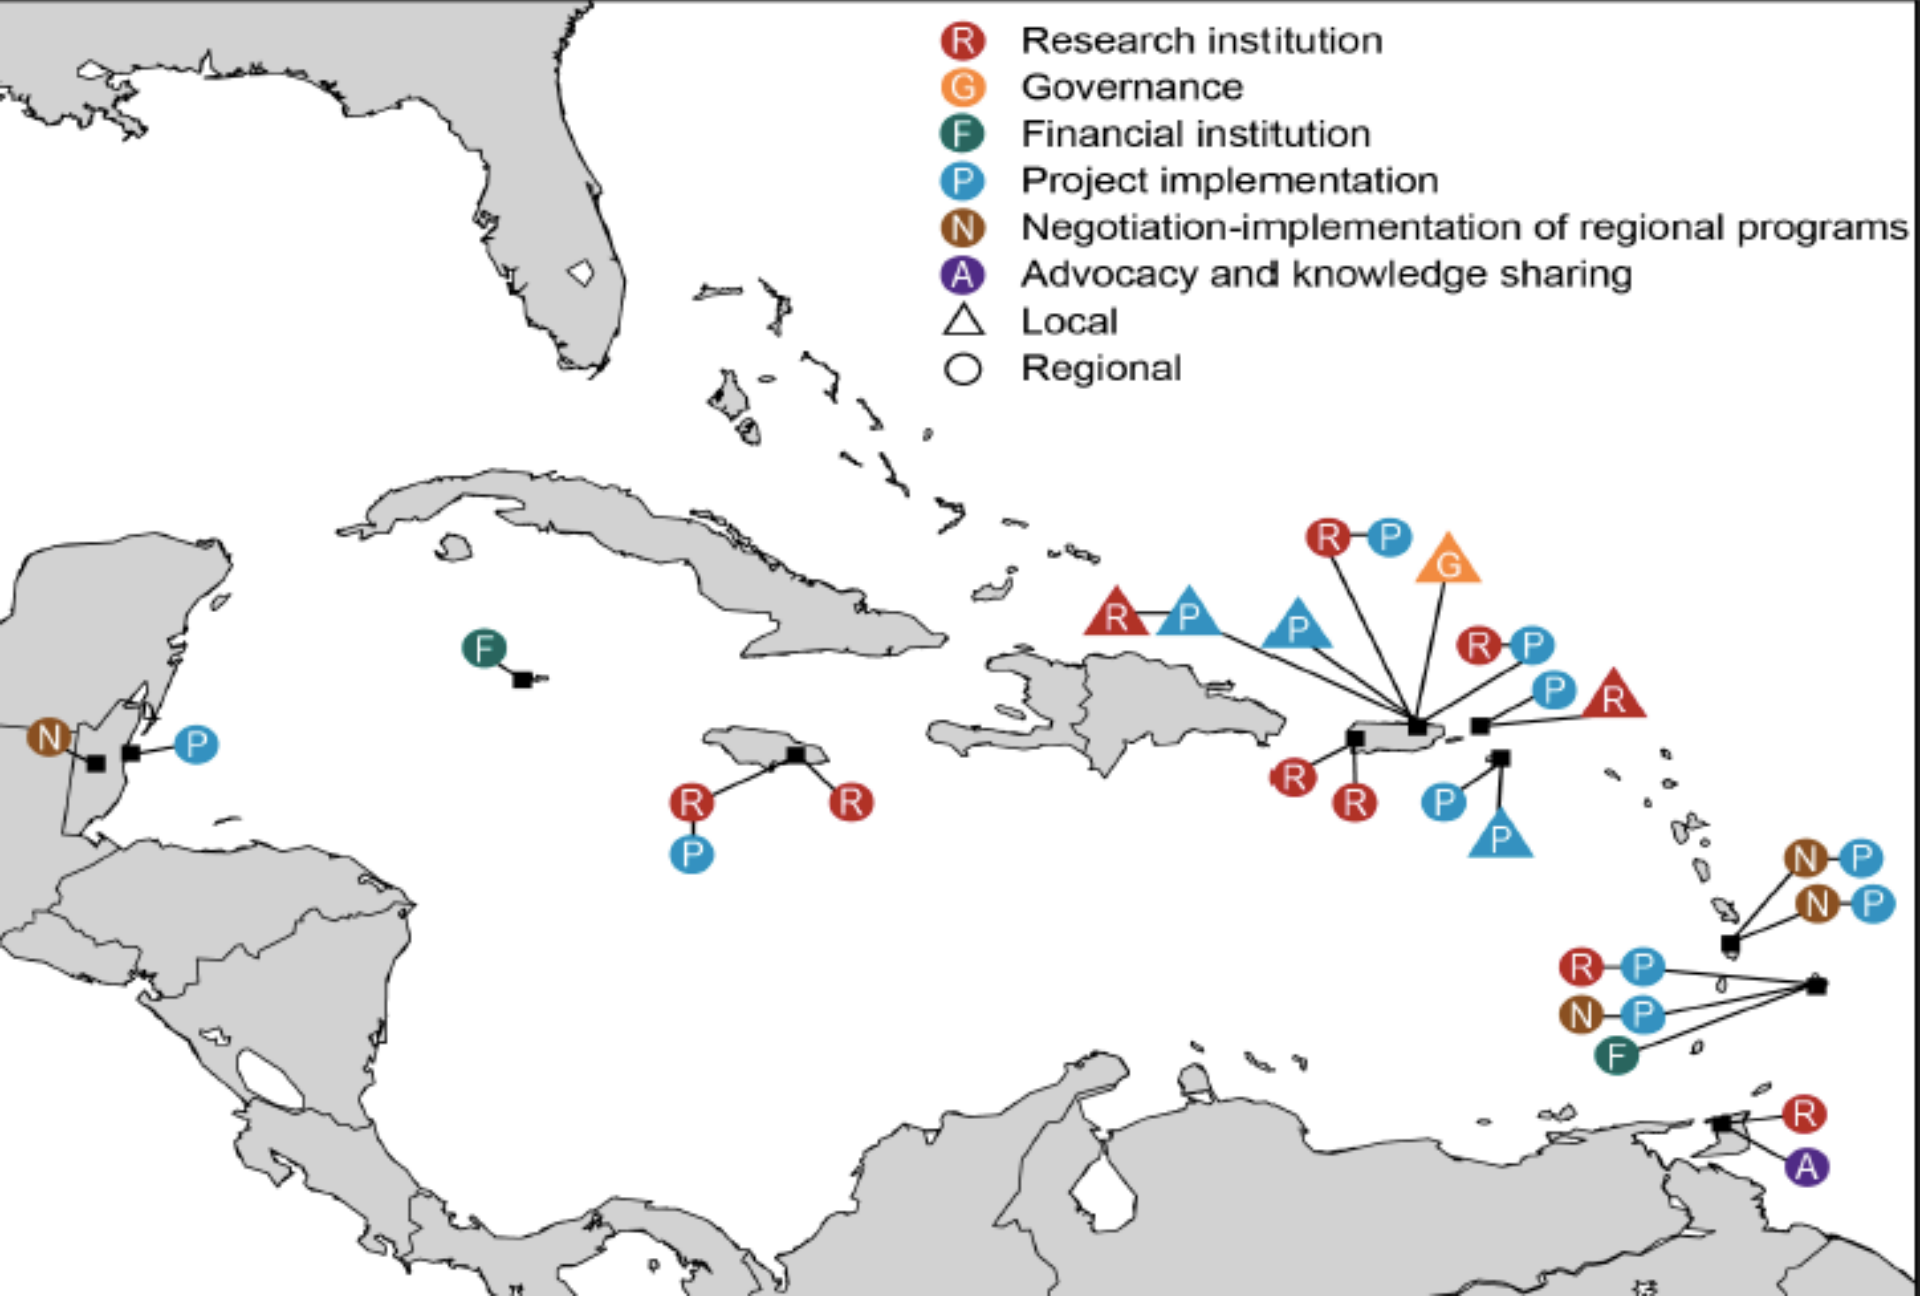 R Research institution
G Governance
F Financial institution
P Project implementation
N Negotiation-implementation of regional programs
A Advocacy and knowledge sharing
Local
Regional
R P
G
R P
P
R P
F
P
R
N
P
R
R
R
R
P
P
P
N P
N P
R P
N P
F
R
A